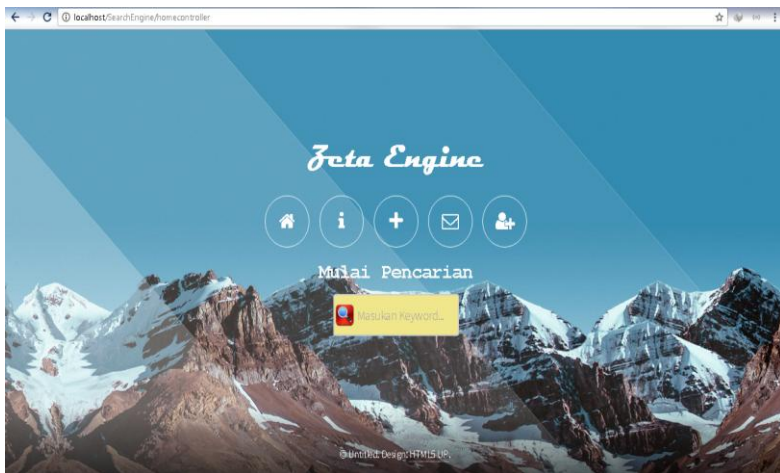 localhost/SearchEngine/homecontroller
Zeta Engine
Mulai Pencarian
Masukan Keyword...
© Untitled. Design: HTML5 UP.